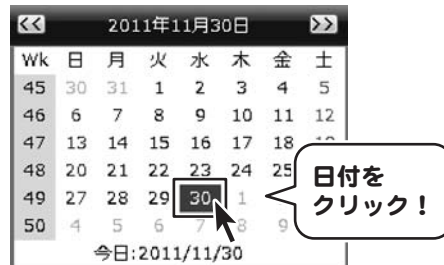 << 2011年11月30日 >>
Wk 日 月 火 水 木 金 土
45 30 31 1 2 3 4 5
46 6 7 8 9 10 11 12
47 13 14 15 16 17 18
48 20 21 22 23 24 25
49 27 28 29 30 1
50 4 5 6 7 8 9
今日:2011/11/30
日付を
クリック！